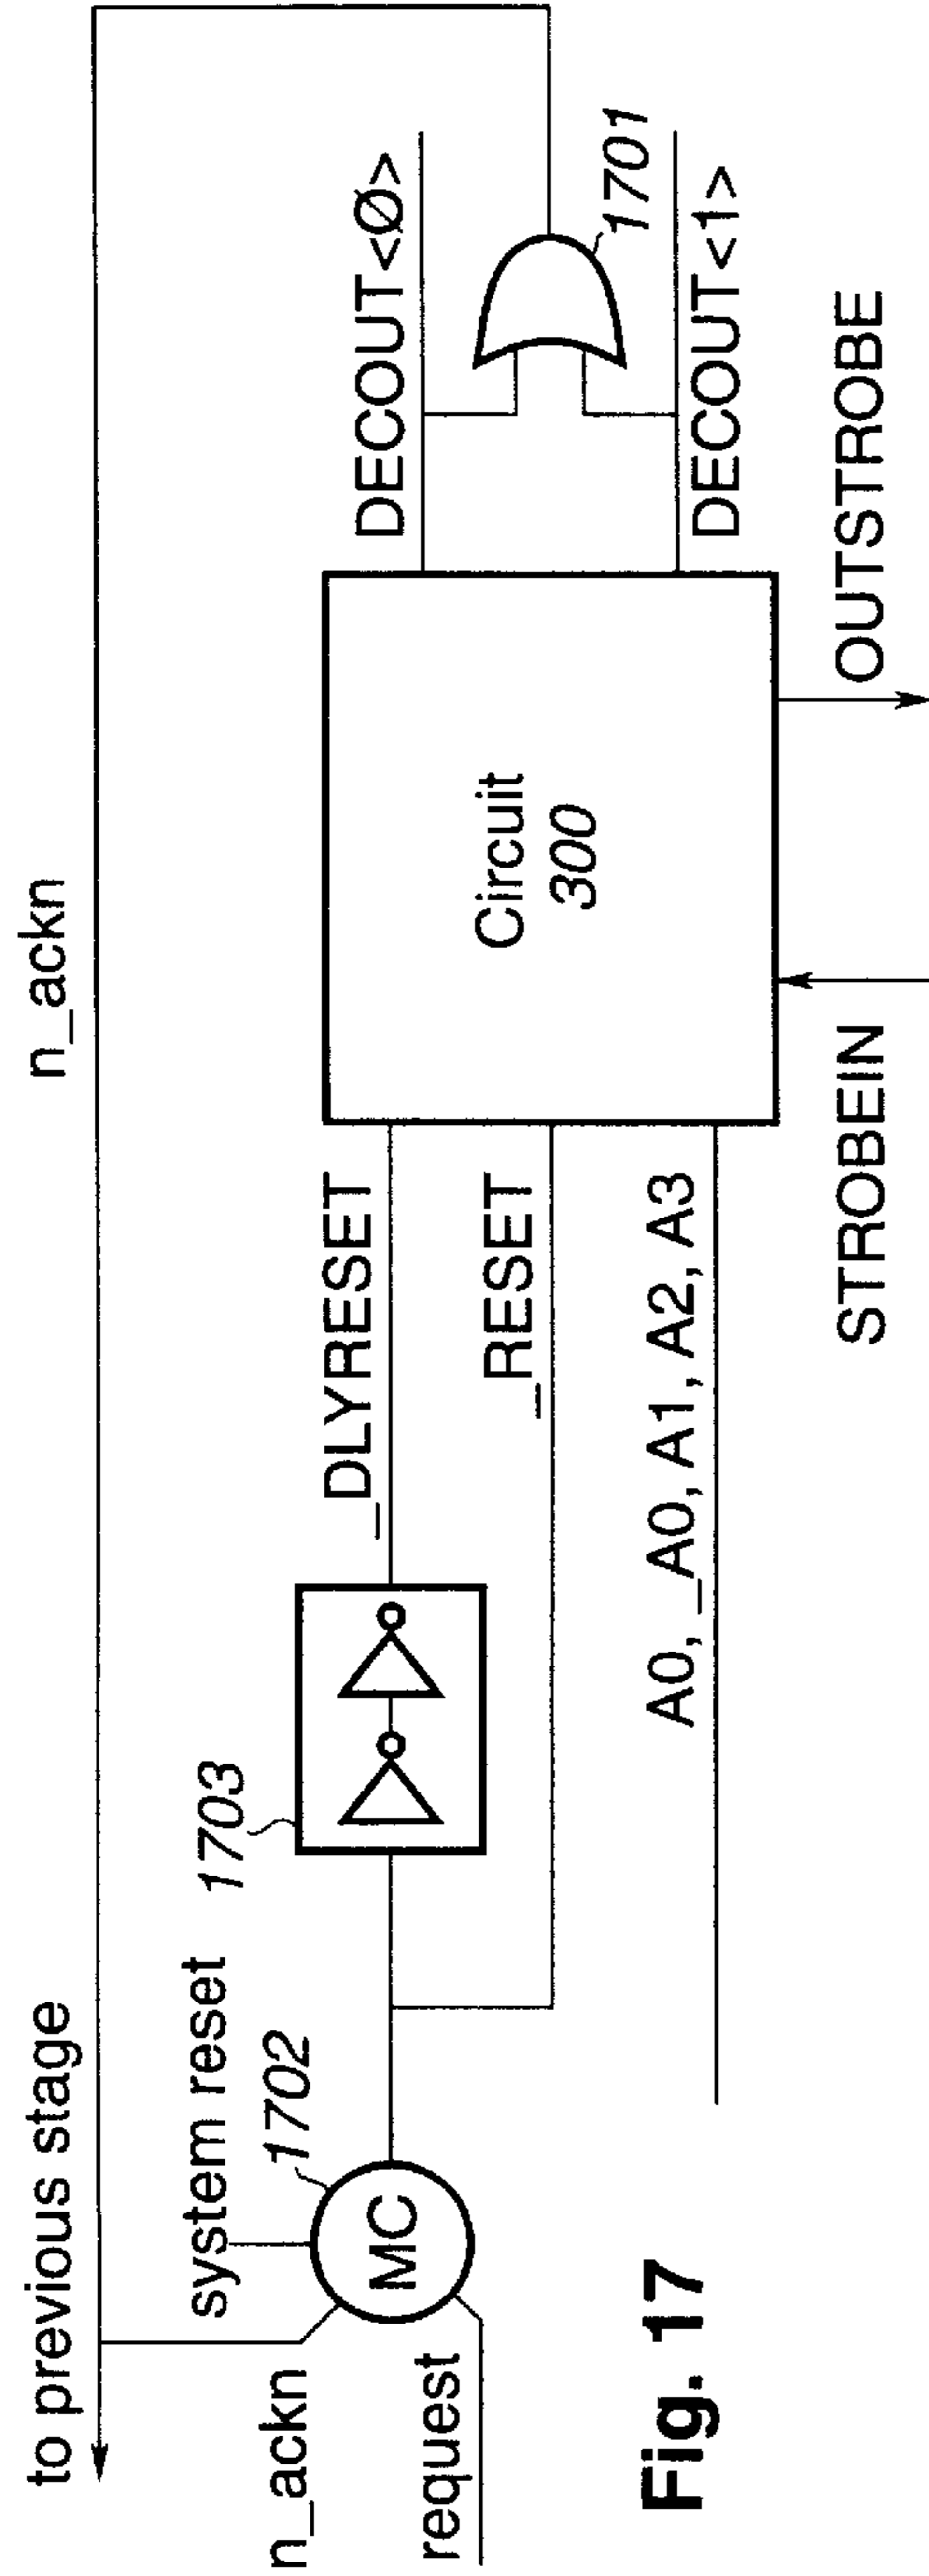 to previous stage
n_ackn
system reset
1702
1703
_DLYRESET
DECOUT<Ø>
n_ackn
MC
_RESET
Circuit
300
1701
request
A0, _A0, A1, A2, A3
DECOUT<1>
STROBEIN
OUTSTROBE
Fig. 17